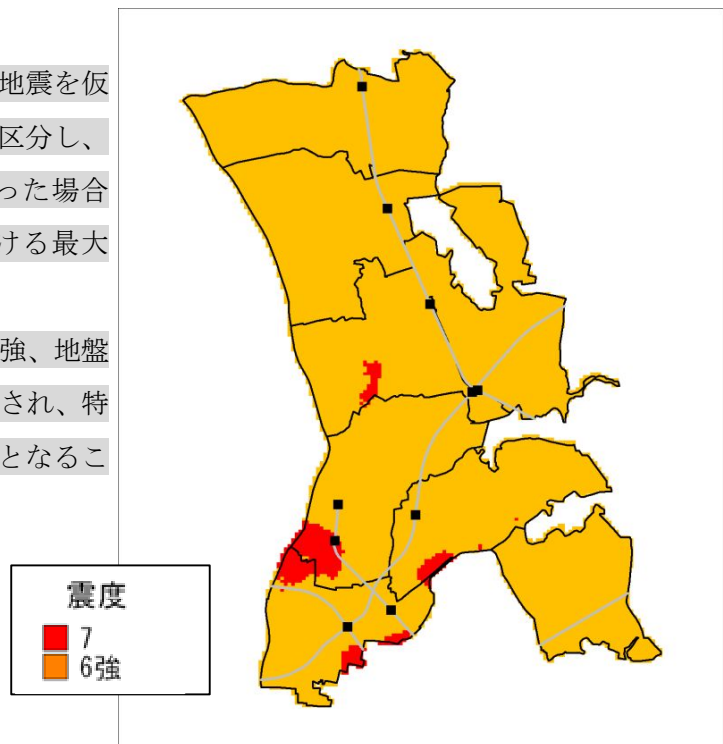 地震を仮
区分し、
った場合
ける最大
強、地盤
され、特
となるこ
震度
7
6強